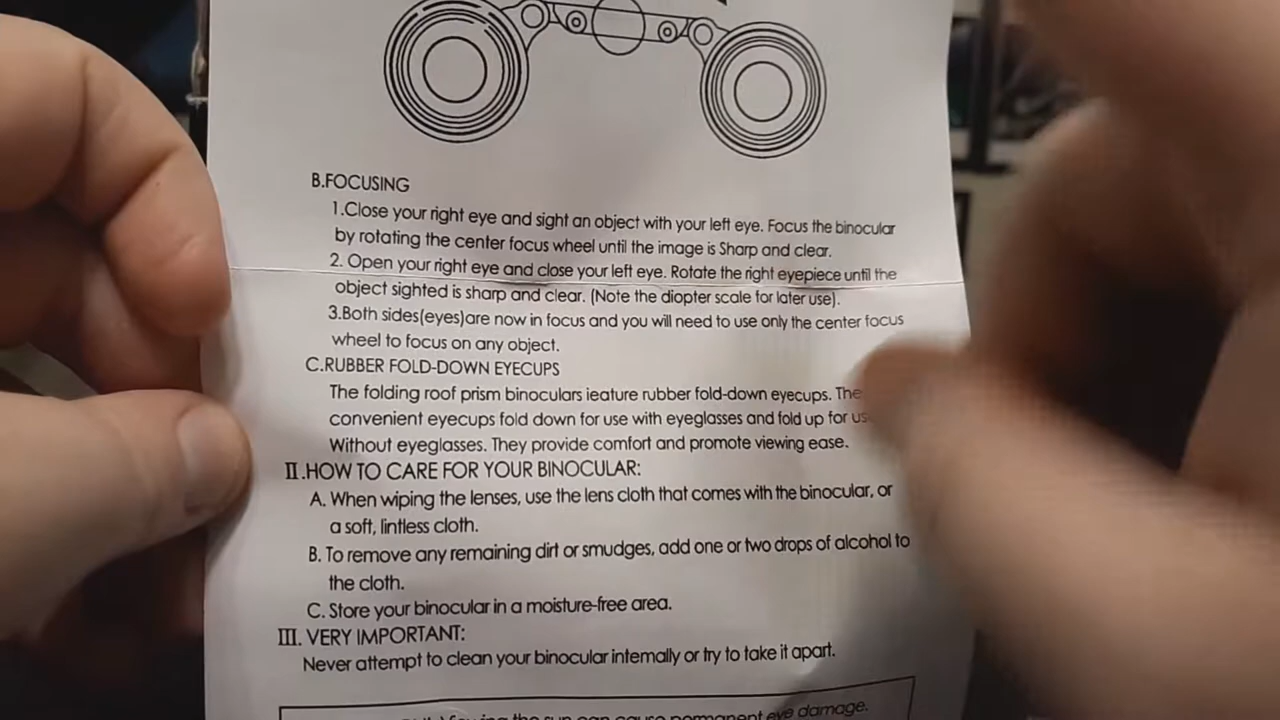 B.FOCUSING
1.Close your right eye and sight an object with your left eye. Focus the binocular
by rotating the center focus wheel until the image is Sharp and clear.
2. Open your right eye and close your left eye. Rotate the right eyepiece until the
object sighted is sharp and clear. (Note the diopter scale for later use).
3.Both sides(eyes)are now in focus and you will need to use only the center focus
wheel to focus on any object.
C.RUBBER FOLD-DOWN EYECUPS
The folding roof prism binoculars ieature rubber fold-down eyecups.
convenient eyecups fold down for use with eyeglasses and fold up for
Without eyeglasses. They provide comfort and promote viewing ease.
II.HOW TO CARE FOR YOUR BINOCULAR:
A. When wiping the lenses, use the lens cloth that comes with the binocular, or
a soft, lintless cloth.
B. To remove any remaining dirt or smudges, add one or two drops of alcohol to
the cloth.
C. Store your binocular in a moisture-free area.
III. VERY IMPORTANT:
Never attempt to clean your binocular internally or try to take it apart.
the sun can cause permanent eye damage.